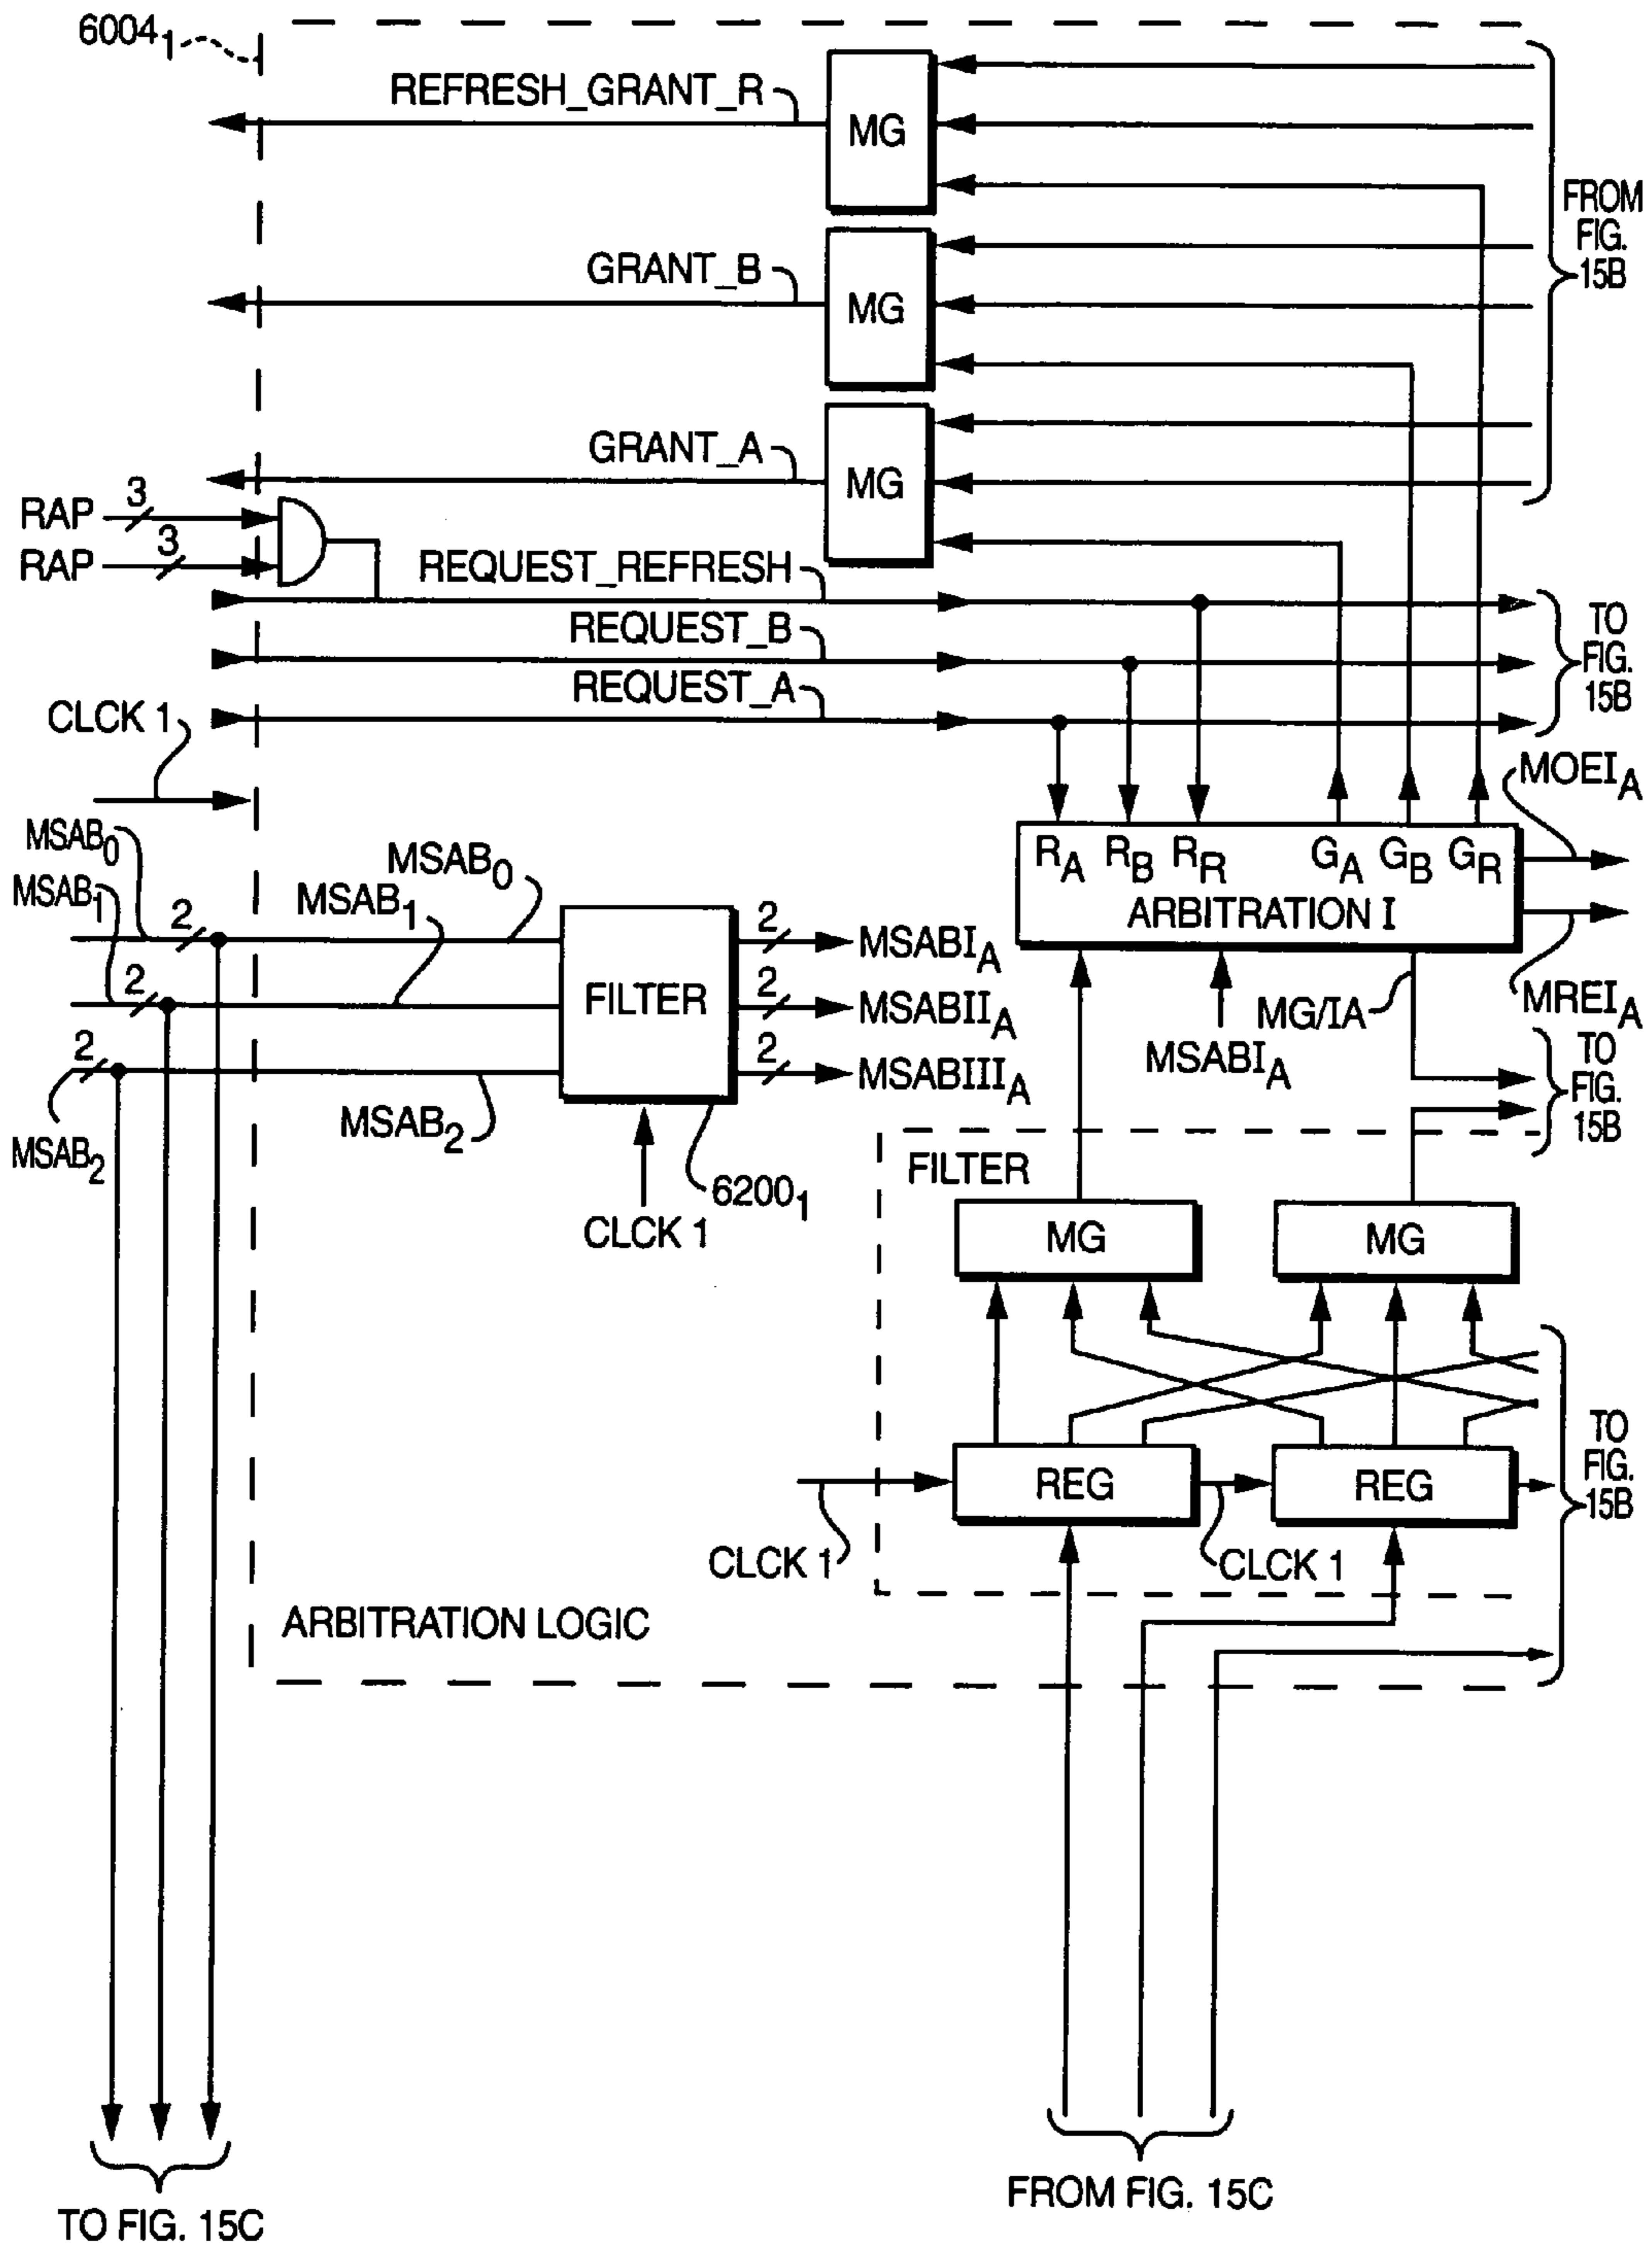 6004₁
REFRESH_GRANT_R
MG
FROM
FIG.
15B
GRANT_B
MG
GRANT_A
MG
RAP 3
RAP 3
REQUEST_REFRESH
REQUEST_B
REQUEST_A
TO
FIG.
15B
CLCK 1
MOEI_A
R_A R_B R_R G_A G_B G_R
ARBITRATION I
MREI_A
MSAB₀
MSAB₁
MSAB₂
2
2
2
MSAB₀
MSAB₁
MSAB₂
FILTER
2 MSABI_A
2 MSABII_A
2 MSABIII_A
6200₁
CLCK 1
MSABI_A
MG/IA
TO
FIG.
15B
FILTER
MG
MG
REG
REG
CLCK 1
CLCK 1
TO
FIG.
15B
ARBITRATION LOGIC
TO FIG. 15C
FROM FIG. 15C